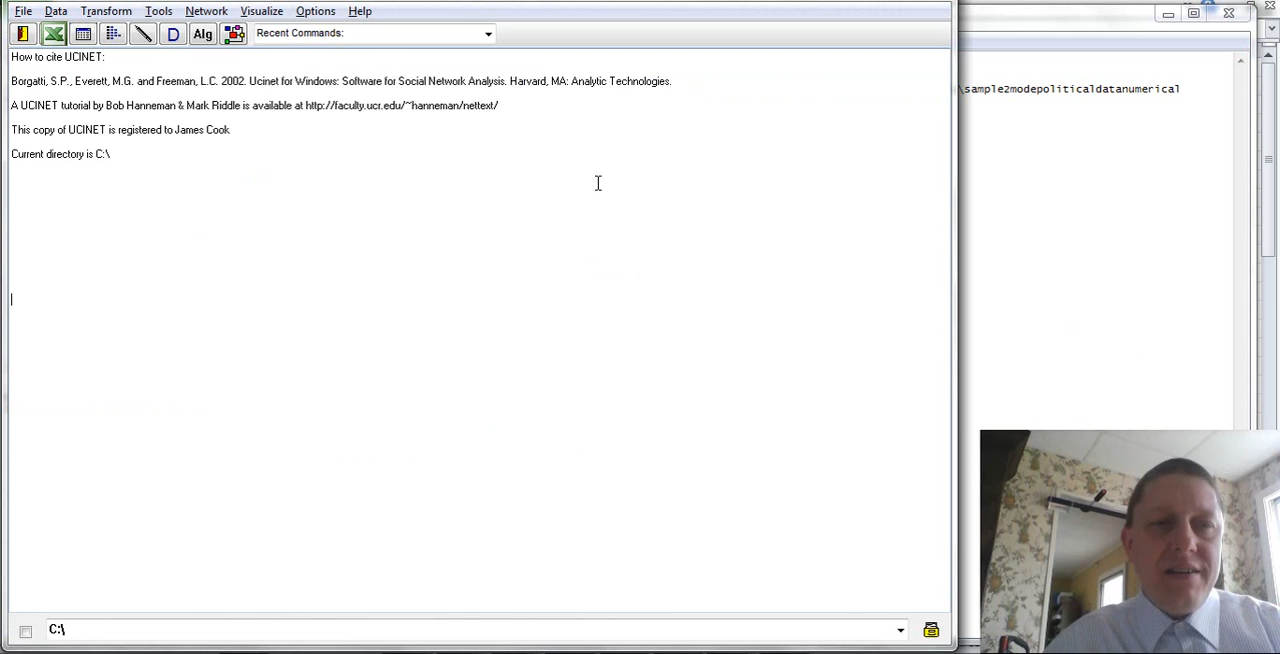 File Data Transform Tools Network Visualize Options Help
D Alg Recent Commands:
How to cite UCINET:
Borgatti, S.P., Everett, M.G. and Freeman, L.C. 2002. Ucinet for Windows: Software for Social Network Analysis. Harvard, MA: Analytic Technologies.
\sample2modepoliticaldatanumerical
A UCINET tutorial by Bob Hanneman & Mark Riddle is available at http://faculty.ucr.edu/~hanneman/nettext/
This copy of UCINET is registered to James Cook
Current directory is C:\
C:\